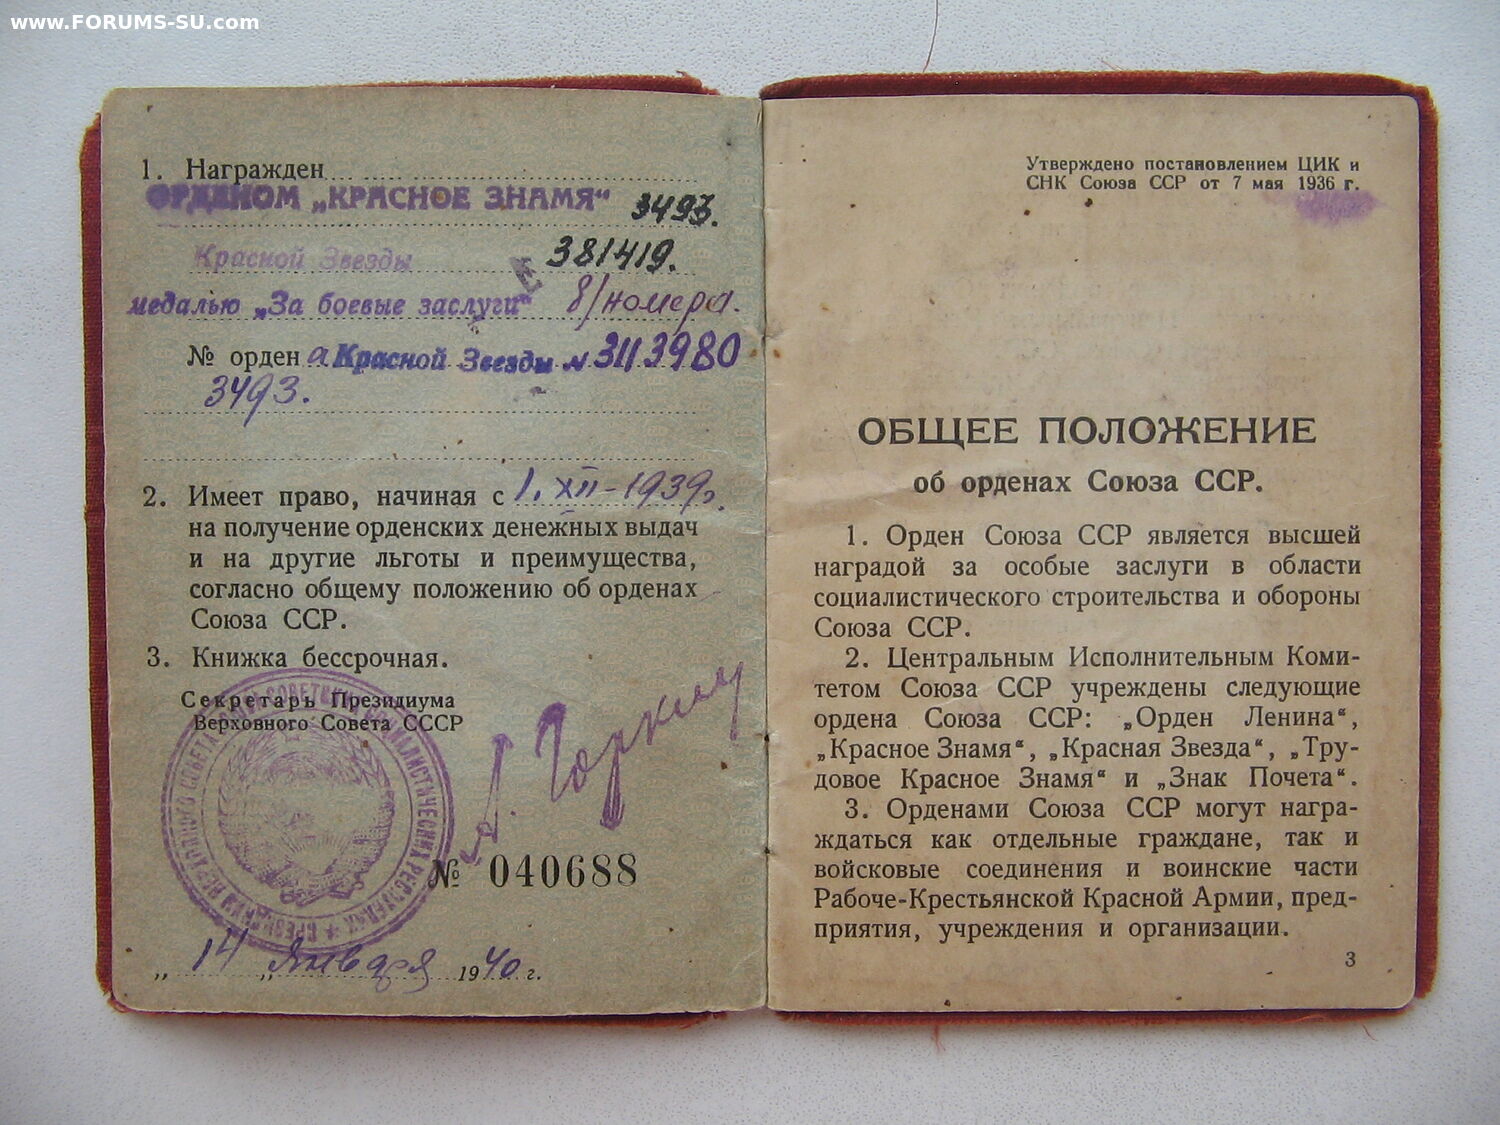 www.FORUMS-SU.com
1. Награжден
ОРДЕНОМ „КРАСНОЕ ЗНАМЯ“ 3493.
Красной Звезды 381419.
медалью „За боевые заслуги“ б/номера.
№ орден а Красной Звезды № 3113980
3493.
2. Имеет право, начиная с 1. XII-1939г.
на получение орденских денежных выдач
и на другие льготы и преимущества,
согласно общему положению об орденах
Союза ССР.
3. Книжка бессрочная.
Секретарь Президиума
Верховного Совета СССР
А. Горкин
№ 040688
„ 14 „ Января 1940 г.
Утверждено постановлением ЦИК и
СНК Союза ССР от 7 мая 1936 г.
ОБЩЕЕ ПОЛОЖЕНИЕ
об орденах Союза ССР.
1. Орден Союза ССР является высшей
наградой за особые заслуги в области
социалистического строительства и обороны
Союза ССР.
2. Центральным Исполнительным Коми-
тетом Союза ССР учреждены следующие
ордена Союза ССР: „Орден Ленина“,
„Красное Знамя“, „Красная Звезда“, „Тру-
довое Красное Знамя“ и „Знак Почета“.
3. Орденами Союза ССР могут награ-
ждаться как отдельные граждане, так и
войсковые соединения и воинские части
Рабоче-Крестьянской Красной Армии, пред-
приятия, учреждения и организации.
3